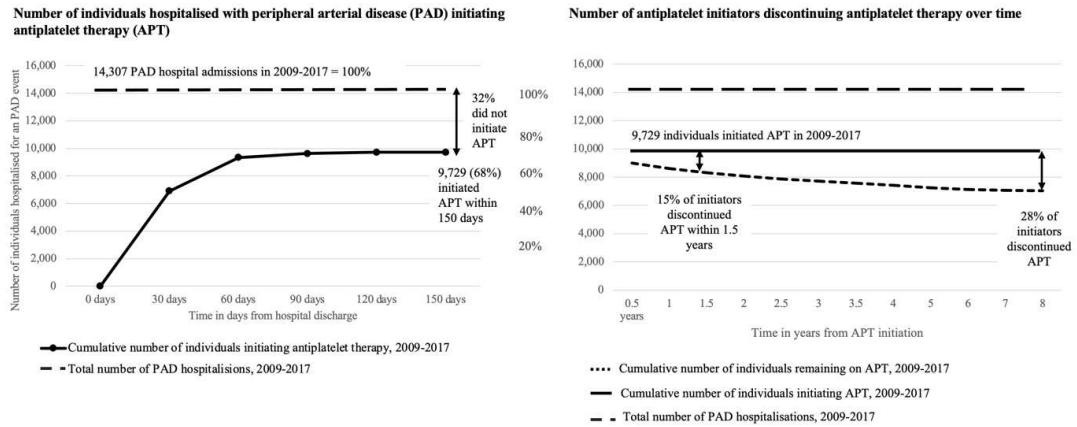 Number of individuals hospitalised with peripheral arterial disease (PAD) initiating
antiplatelet therapy (APT)
Number of individuals hospitalised for an PAD event
16,000
14,000
12,000
10,000
8,000
6,000
4,000
2,000
0
14,307 PAD hospital admissions in 2009-2017 = 100%
32%
did not
initiate
APT
9,729 (68%)
initiated
APT within
150 days
100%
80%
60%
40%
20%
0 days 30 days 60 days 90 days 120 days 150 days
Time in days from hospital discharge
Cumulative number of individuals initiating antiplatelet therapy, 2009-2017
Total number of PAD hospitalisions, 2009-2017
Number of antiplatelet initiators discontinuing antiplatelet therapy over time
16,000
14,000
12,000
10,000
8,000
6,000
4,000
2,000
0
9,729 individuals initiated APT in 2009-2017
15% of initiators
discontinued
APT within 1.5
years
28% of
initiators
discontinued
APT
0.5 1 1.5 2 2.5 3 3.5 4 5 6 7 8
years
Time in years from APT initiation
Cumulative number of individuals remaining on APT, 2009-2017
Cumulative number of individuals initiating APT, 2009-2017
Total number of PAD hospitalisations, 2009-2017